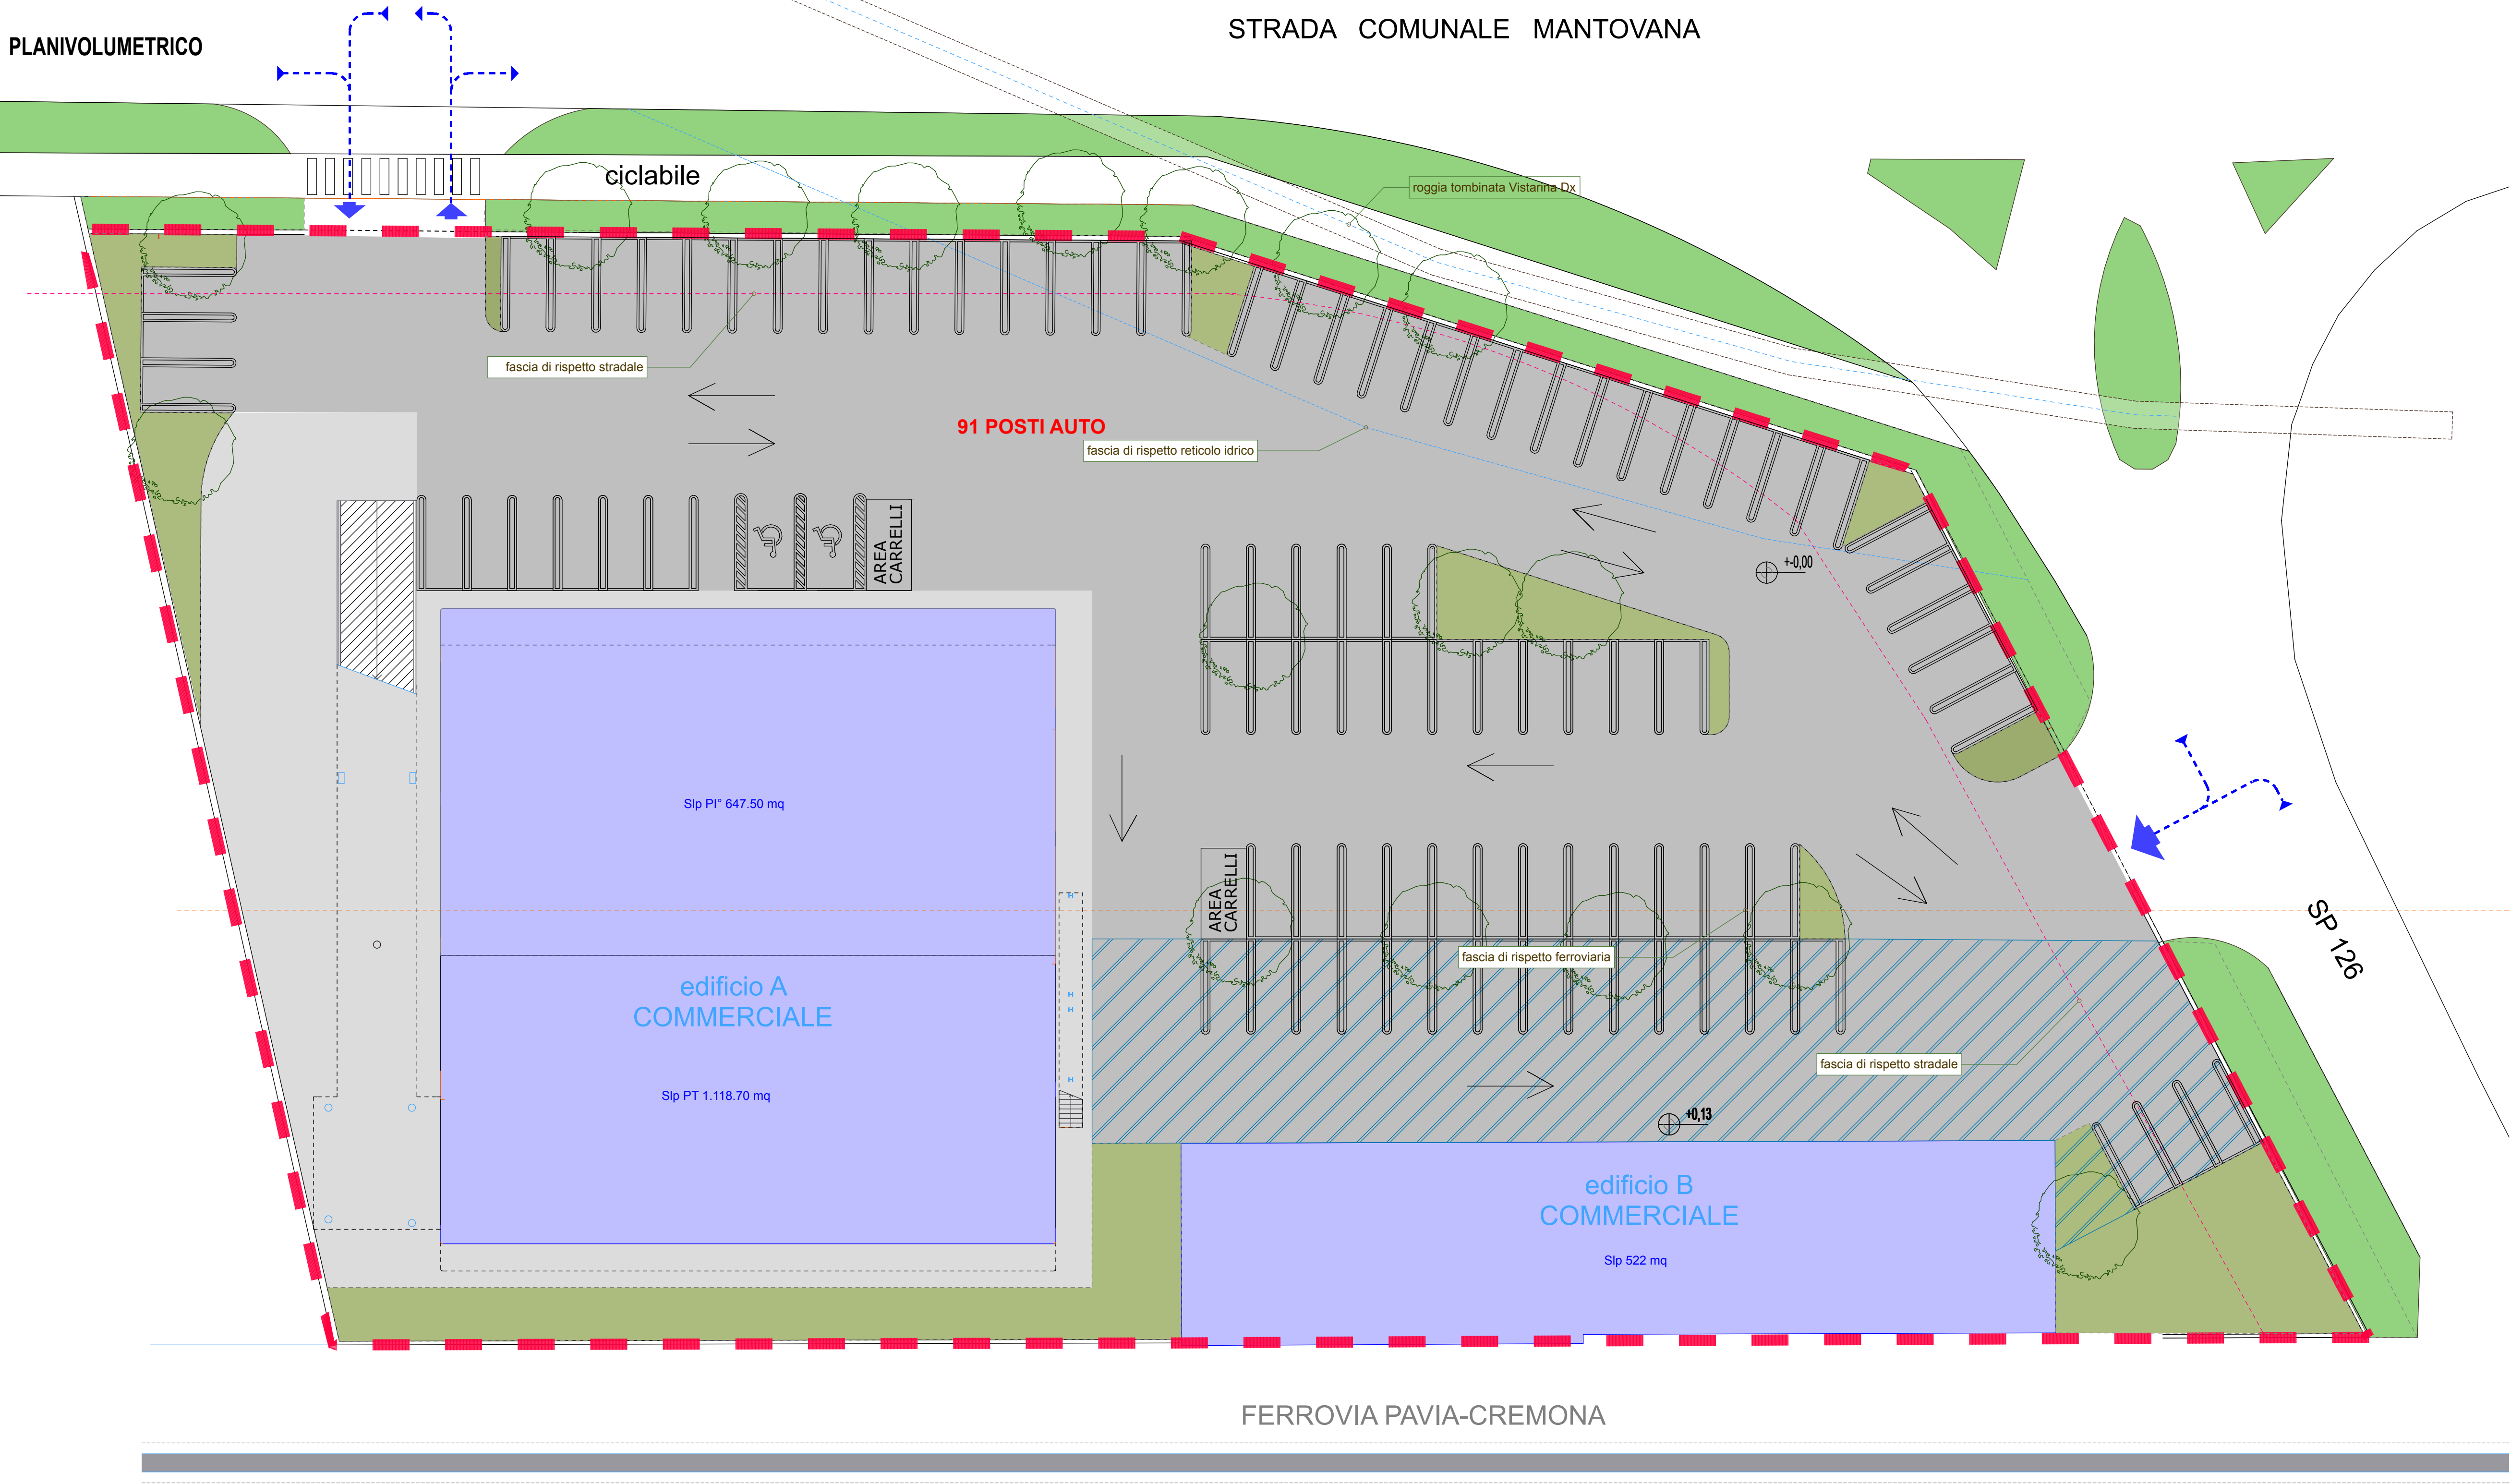 STRADA COMUNALE MANTOVANA
PLANIVOLUMETRICO
ciclabile
roggia tombinata Vistarina Dx
fascia di rispetto stradale
91 POSTI AUTO
fascia di rispetto reticolo idrico
AREA
CARRELLI
+-0,00
Slp PI° 647.50 mq
AREA
CARRELLI
SP 126
fascia di rispetto ferroviaria
edificio A
COMMERCIALE
fascia di rispetto stradale
Slp PT 1.118.70 mq
+0,13
edificio B
COMMERCIALE
Slp 522 mq
FERROVIA PAVIA-CREMONA